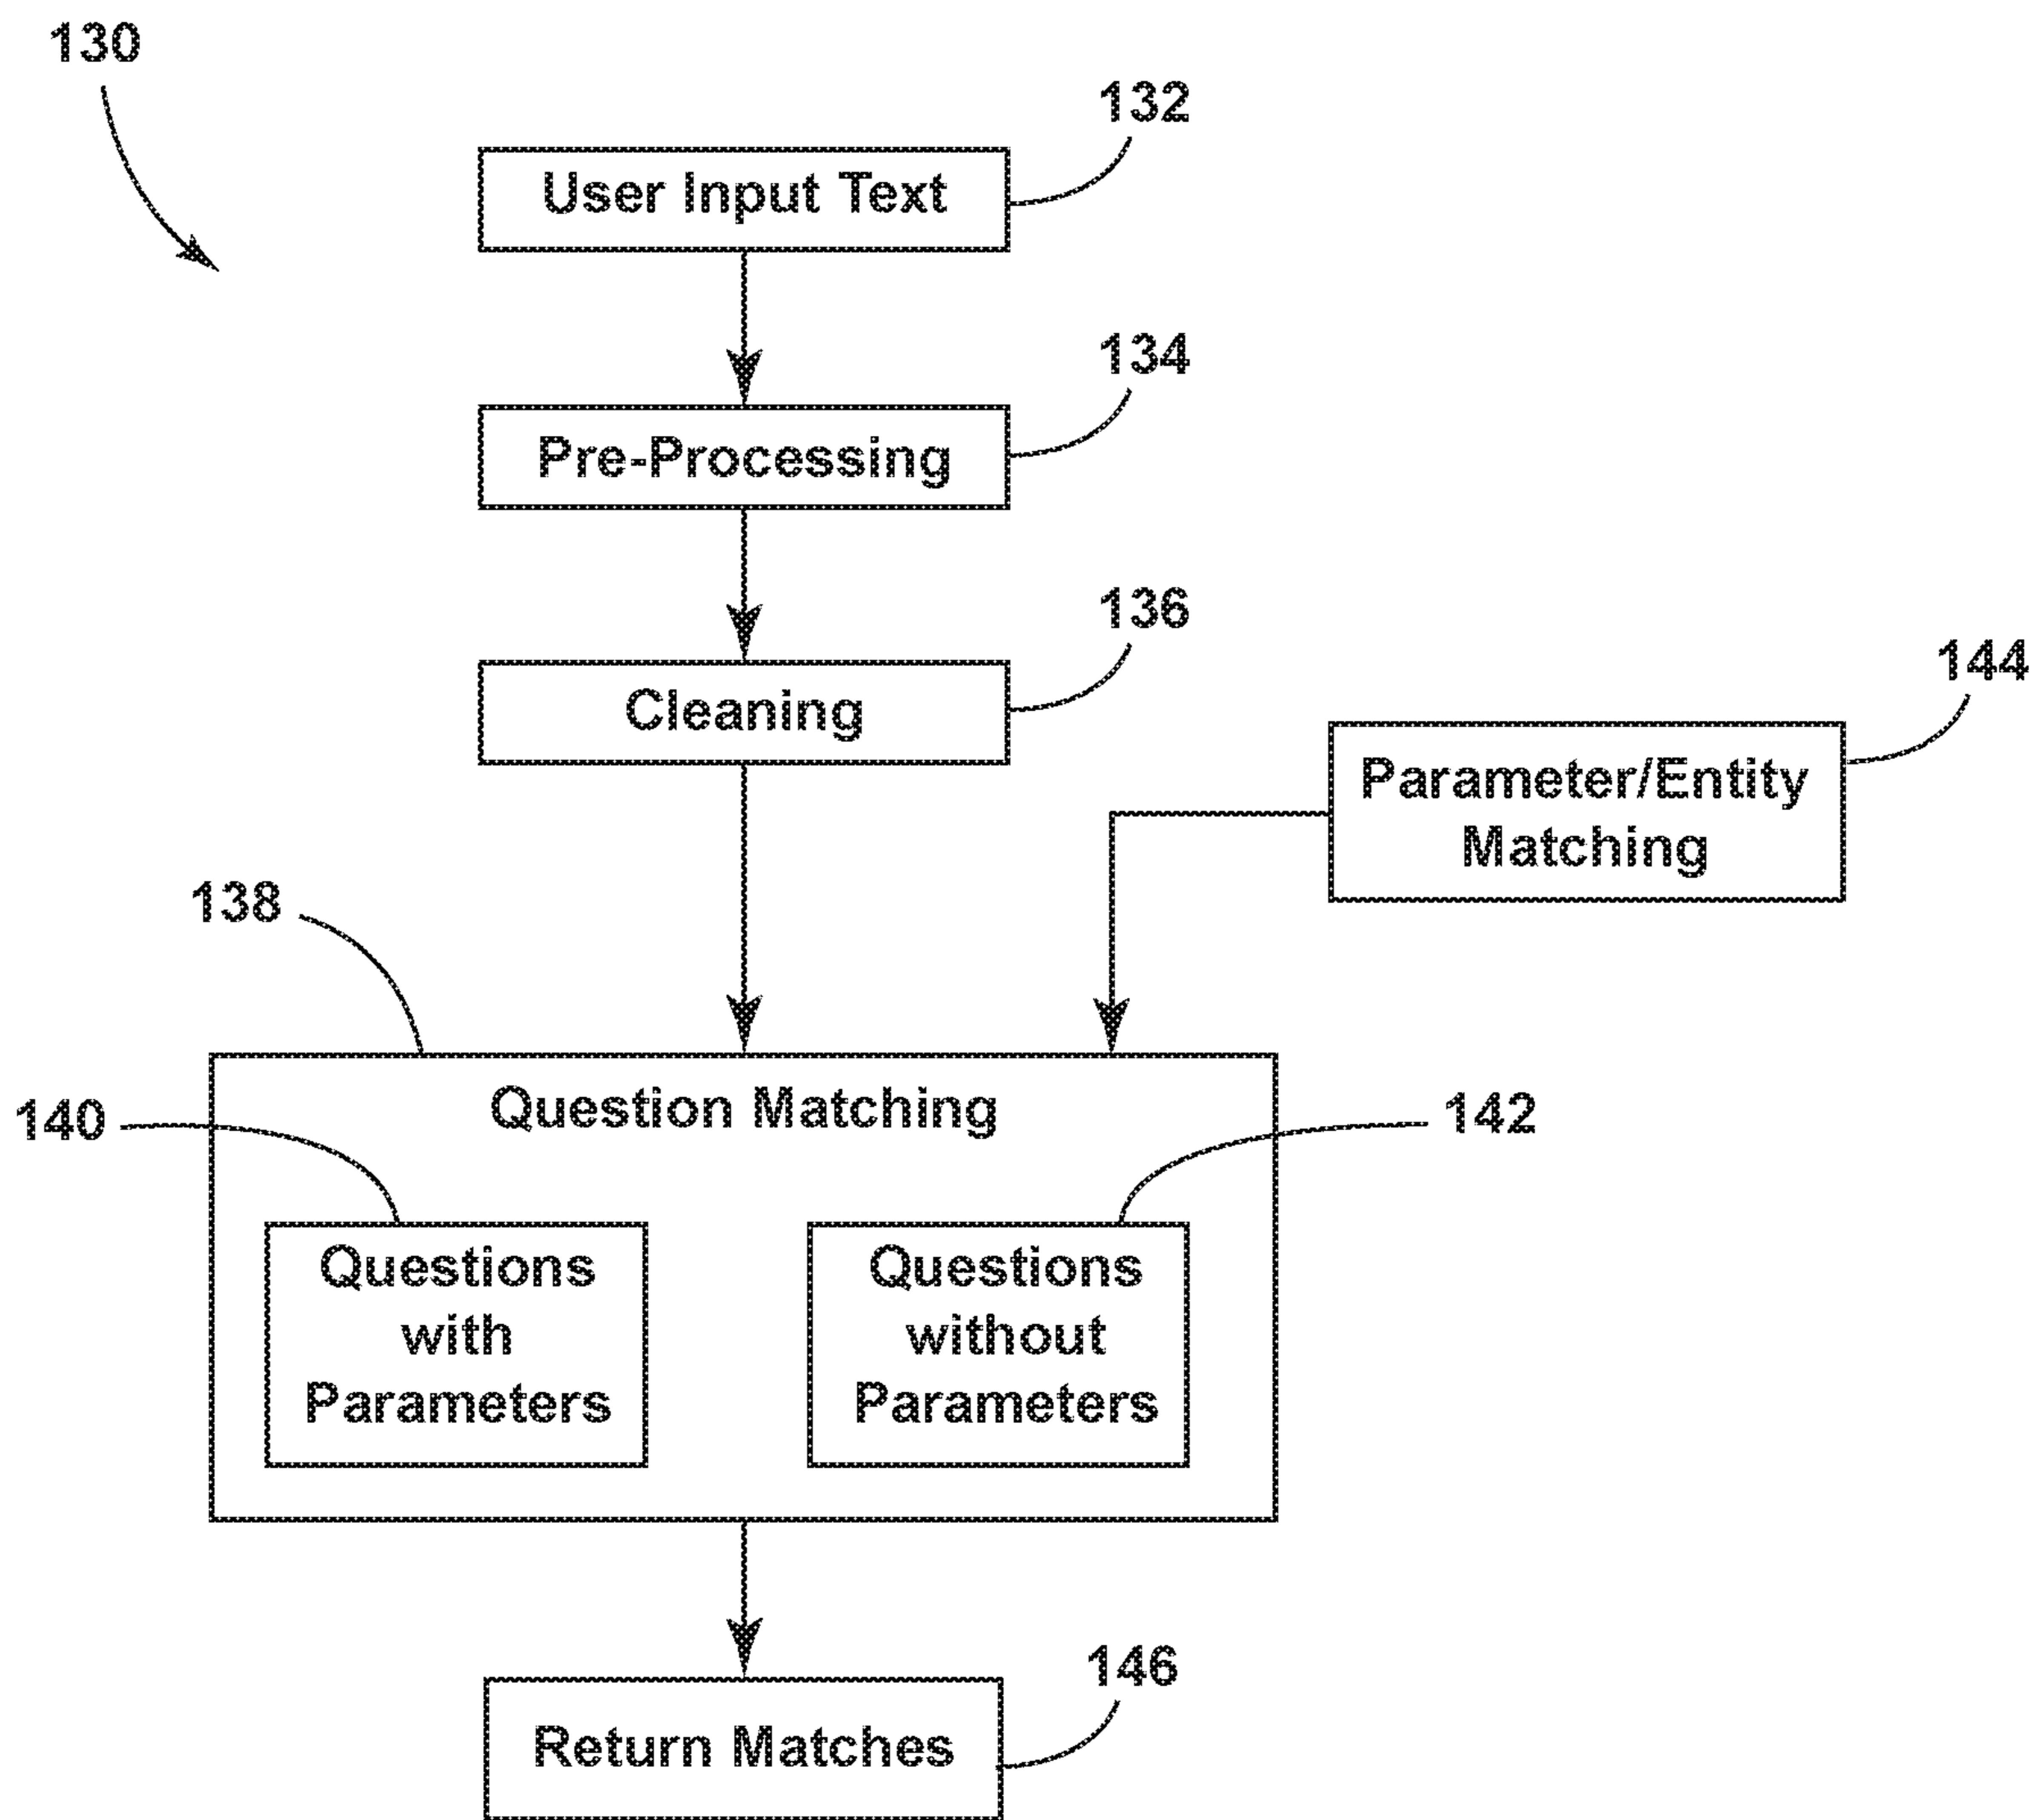 130
132
User Input Text
134
Pre-Processing
136
Cleaning
144
Parameter/Entity
Matching
138
Question Matching
140
142
Questions
with
Parameters
Questions
without
Parameters
146
Return Matches